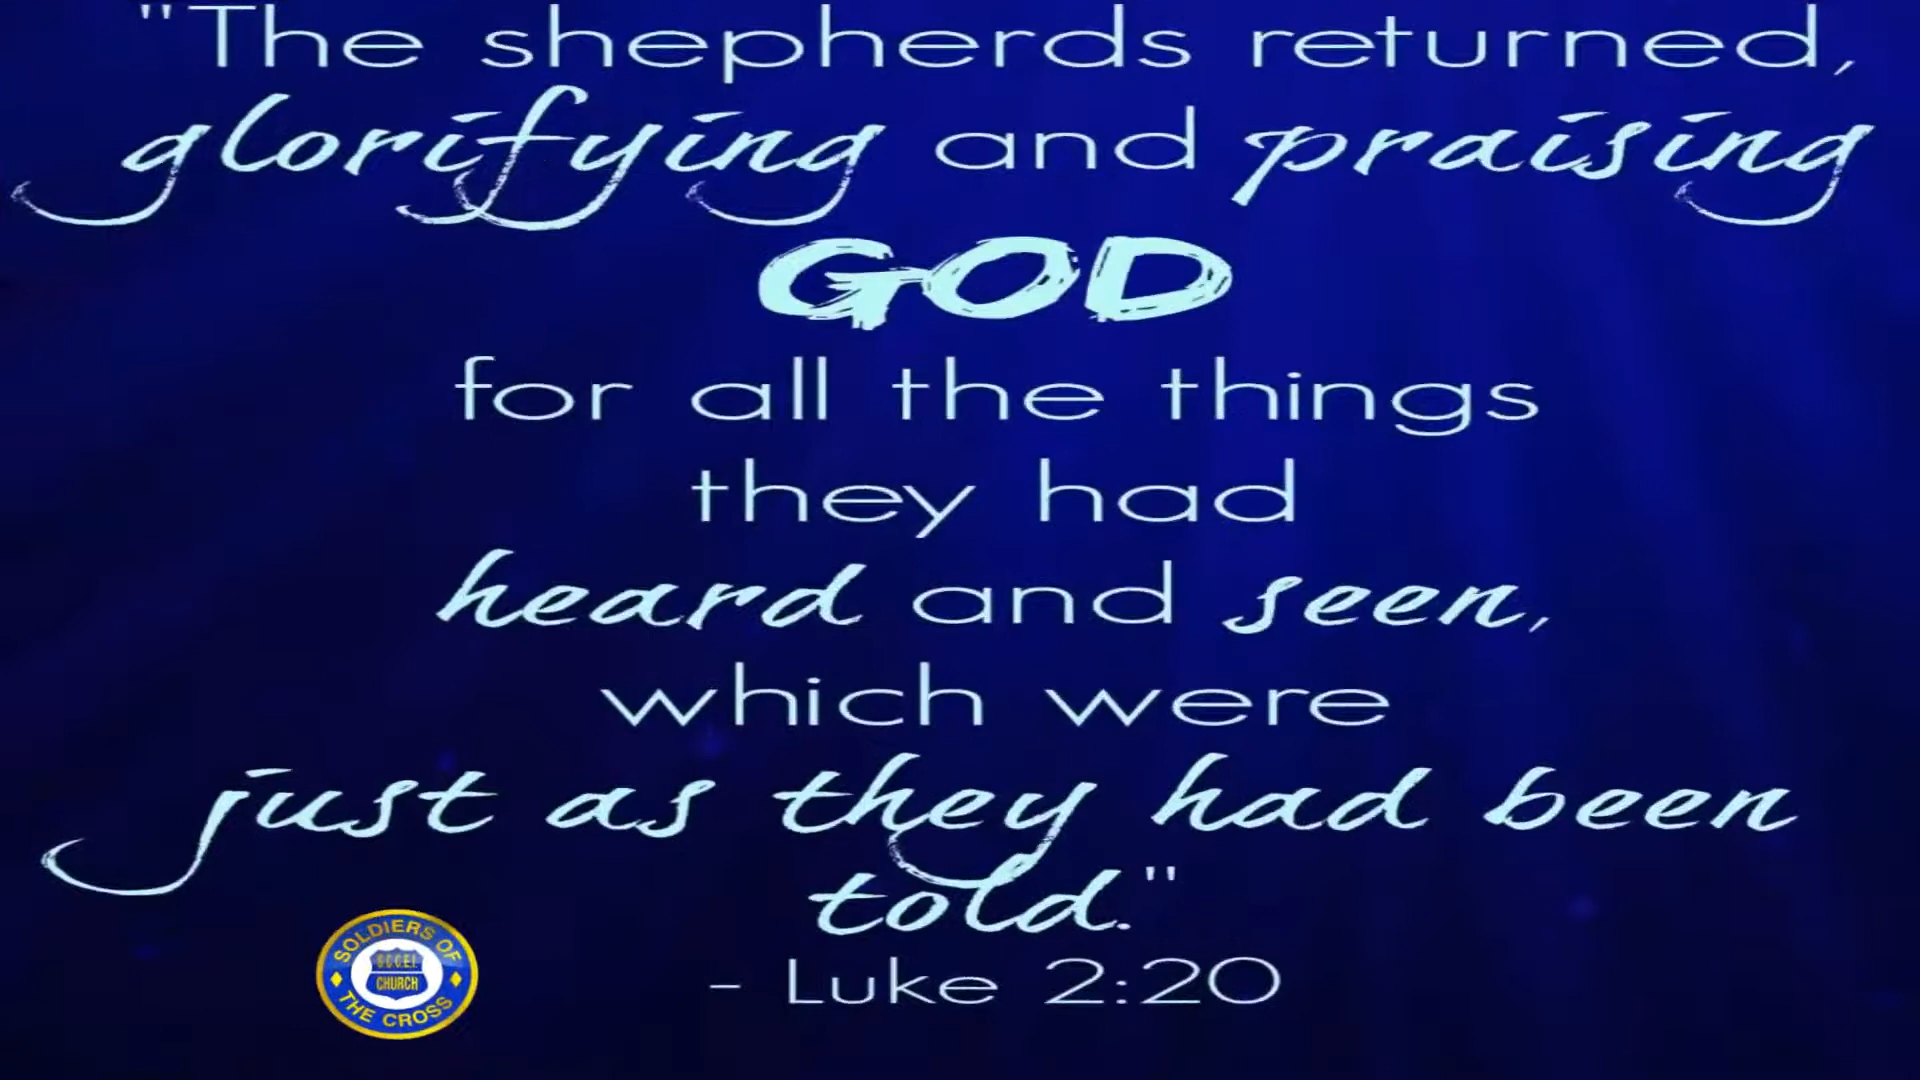 "The shepherds returned,
glorifying and praising
GOD
for all the things
they had
heard and seen,
which were
just as they had been
told."
- Luke 2:20
SOLDIERS OF
CHURCH
THE CROSS